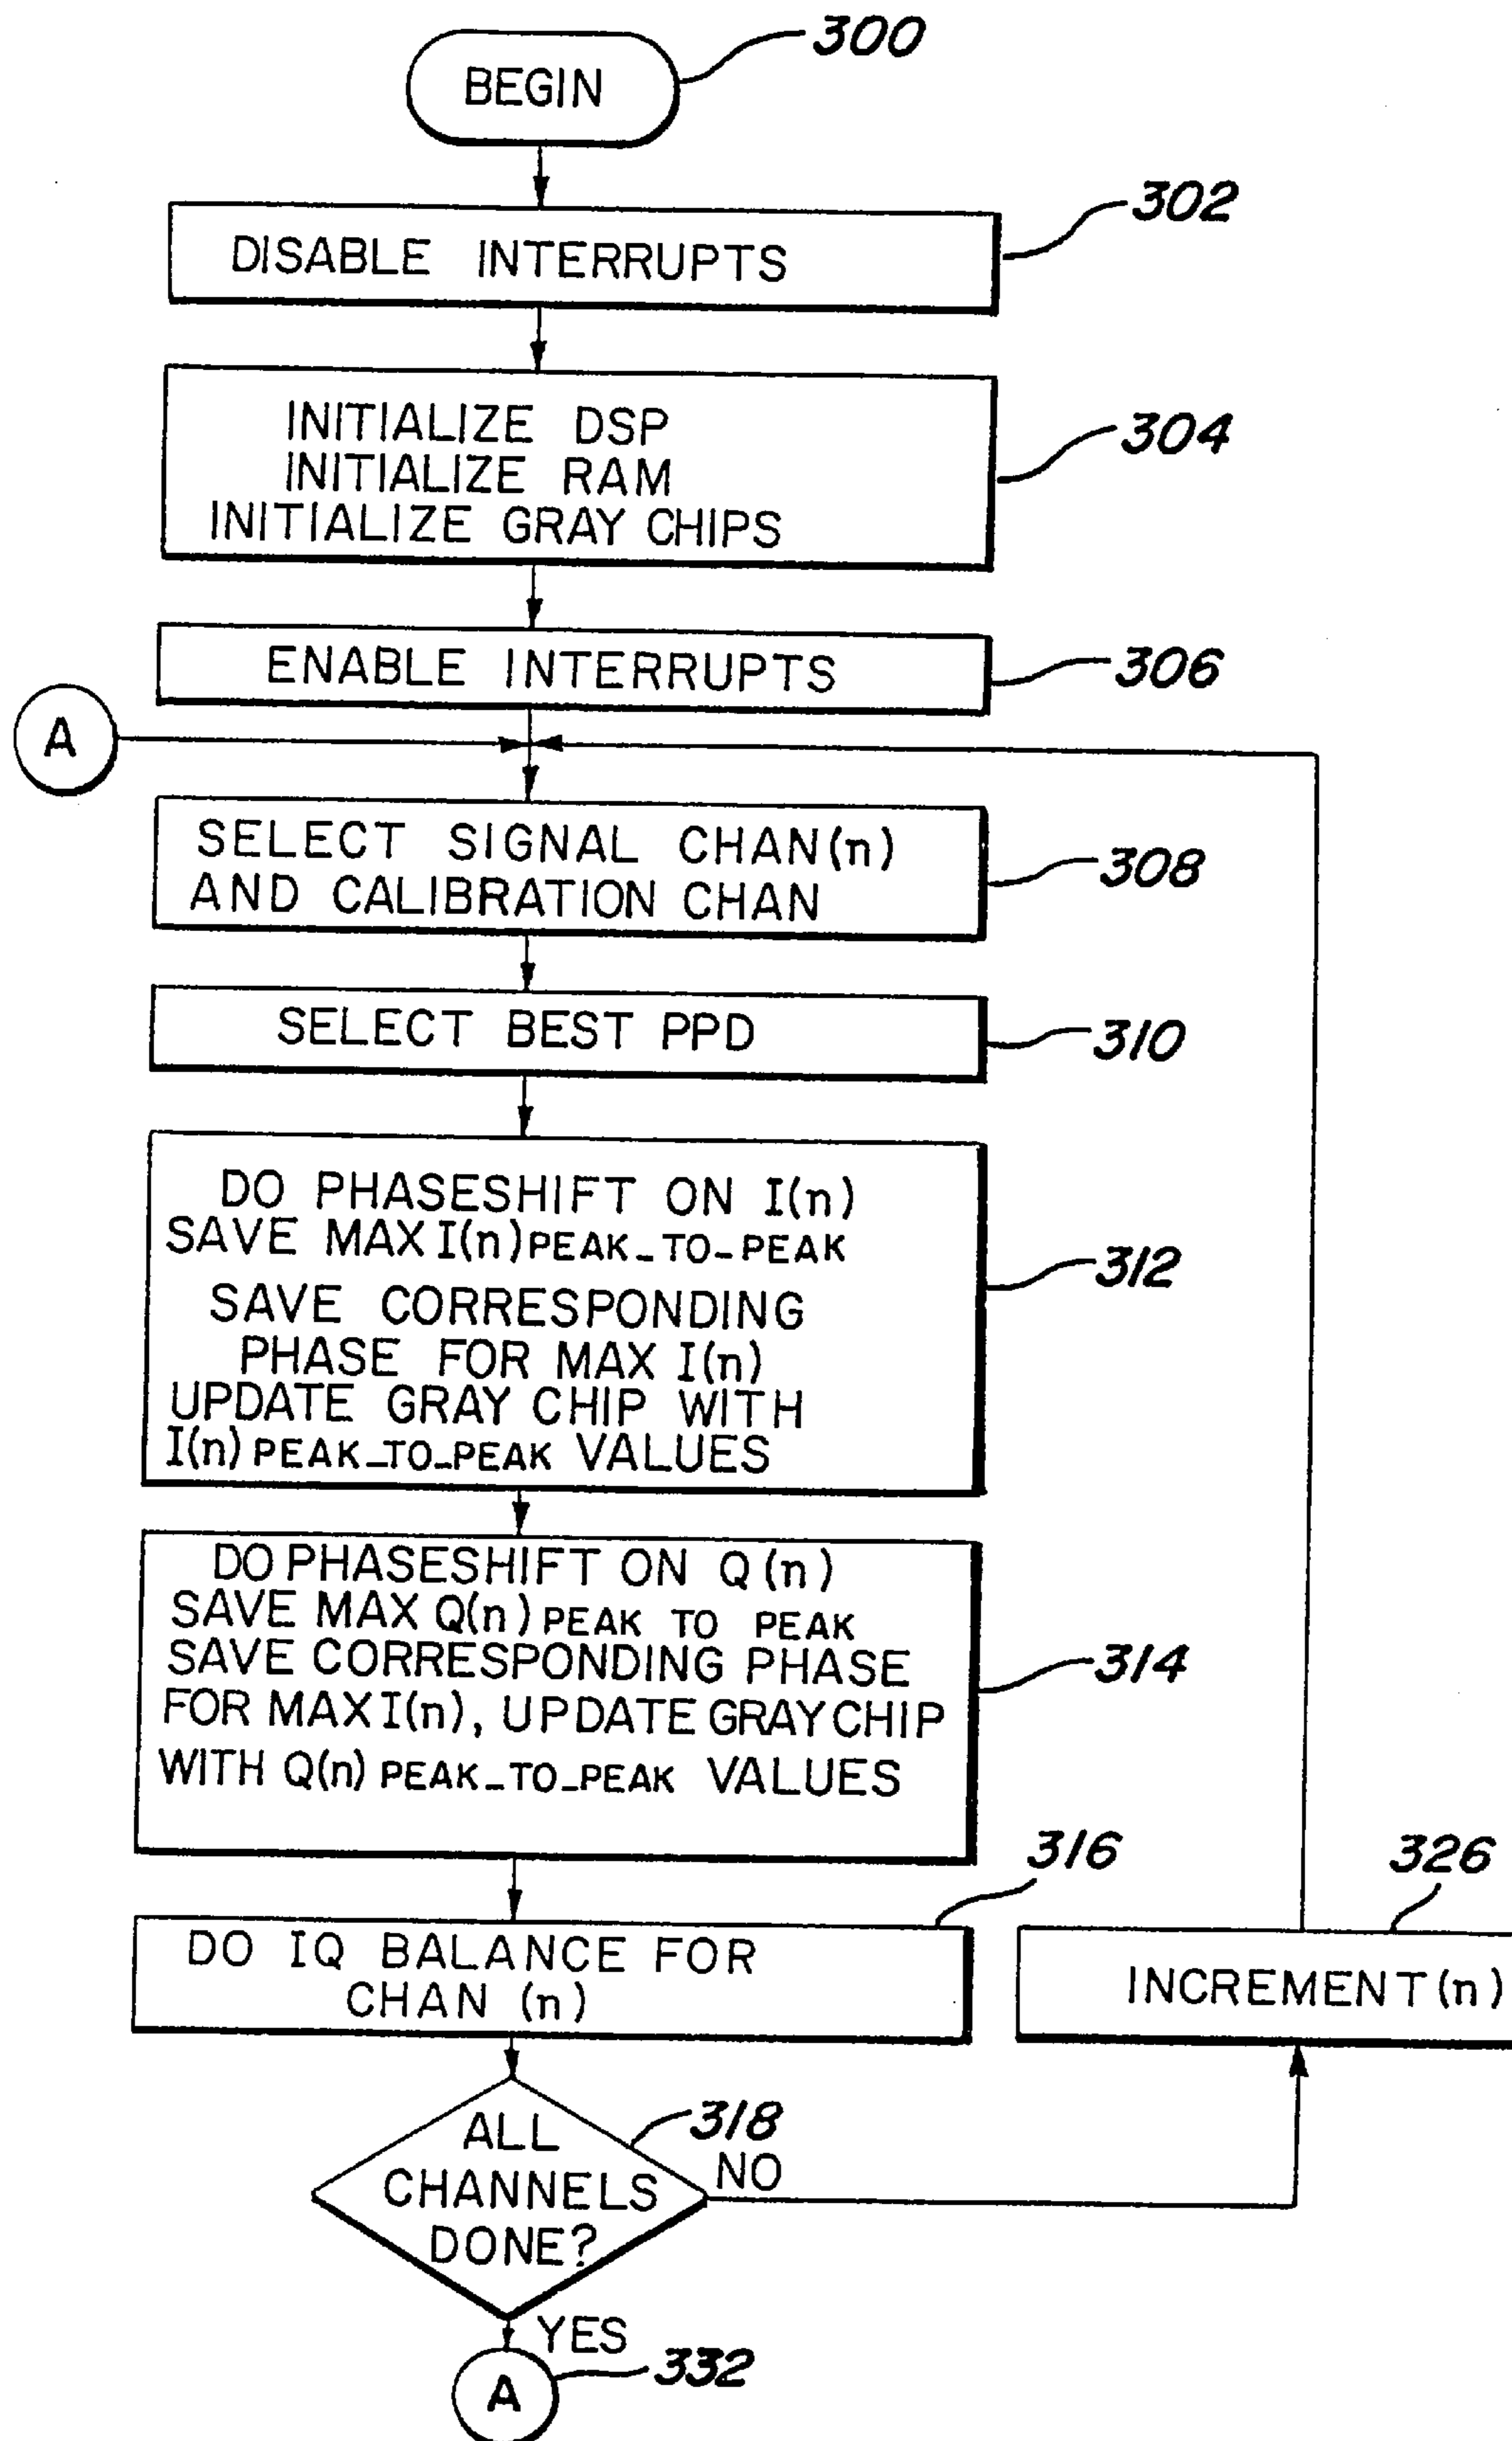 300
BEGIN
302
DISABLE INTERRUPTS
304
INITIALIZE DSP
INITIALIZE RAM
INITIALIZE GRAY CHIPS
306
ENABLE INTERRUPTS
A
308
SELECT SIGNAL CHAN(n)
AND CALIBRATION CHAN
310
SELECT BEST PPD
312
DO PHASESHIFT ON I(n)
SAVE MAX I(n) PEAK_TO_PEAK
SAVE CORRESPONDING
PHASE FOR MAX I(n)
UPDATE GRAY CHIP WITH
I(n) PEAK_TO_PEAK VALUES
314
DO PHASESHIFT ON Q(n)
SAVE MAX Q(n) PEAK TO PEAK
SAVE CORRESPONDING PHASE
FOR MAX I(n), UPDATE GRAY CHIP
WITH Q(n) PEAK_TO_PEAK VALUES
316
DO IQ BALANCE FOR
CHAN (n)
326
INCREMENT (n)
318
ALL
CHANNELS
DONE?
NO
YES
332
A